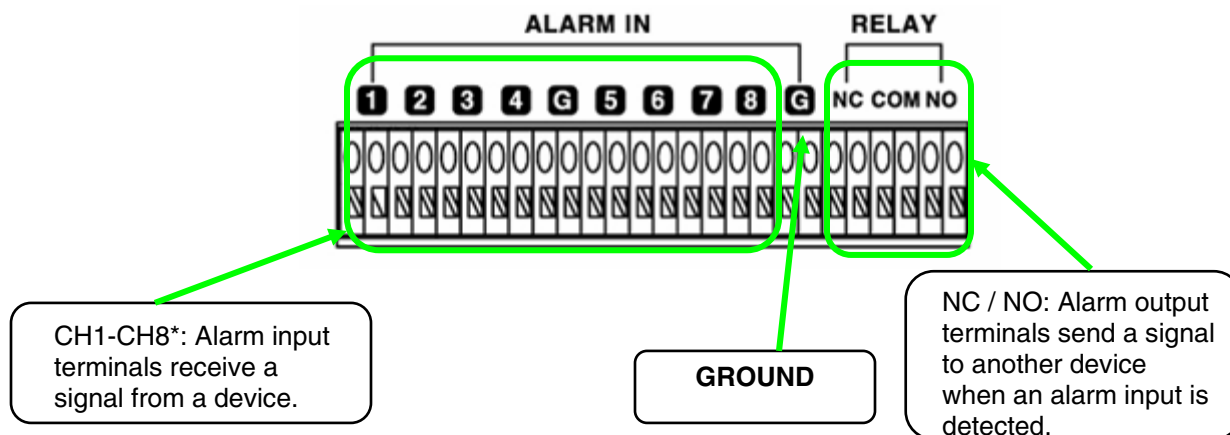 ALARM IN RELAY
1 2 3 4 G 5 6 7 8 G NC COM NO
CH1-CH8*: Alarm input
terminals receive a
signal from a device.
GROUND
NC / NO: Alarm output
terminals send a signal
to another device
when an alarm input is
detected.